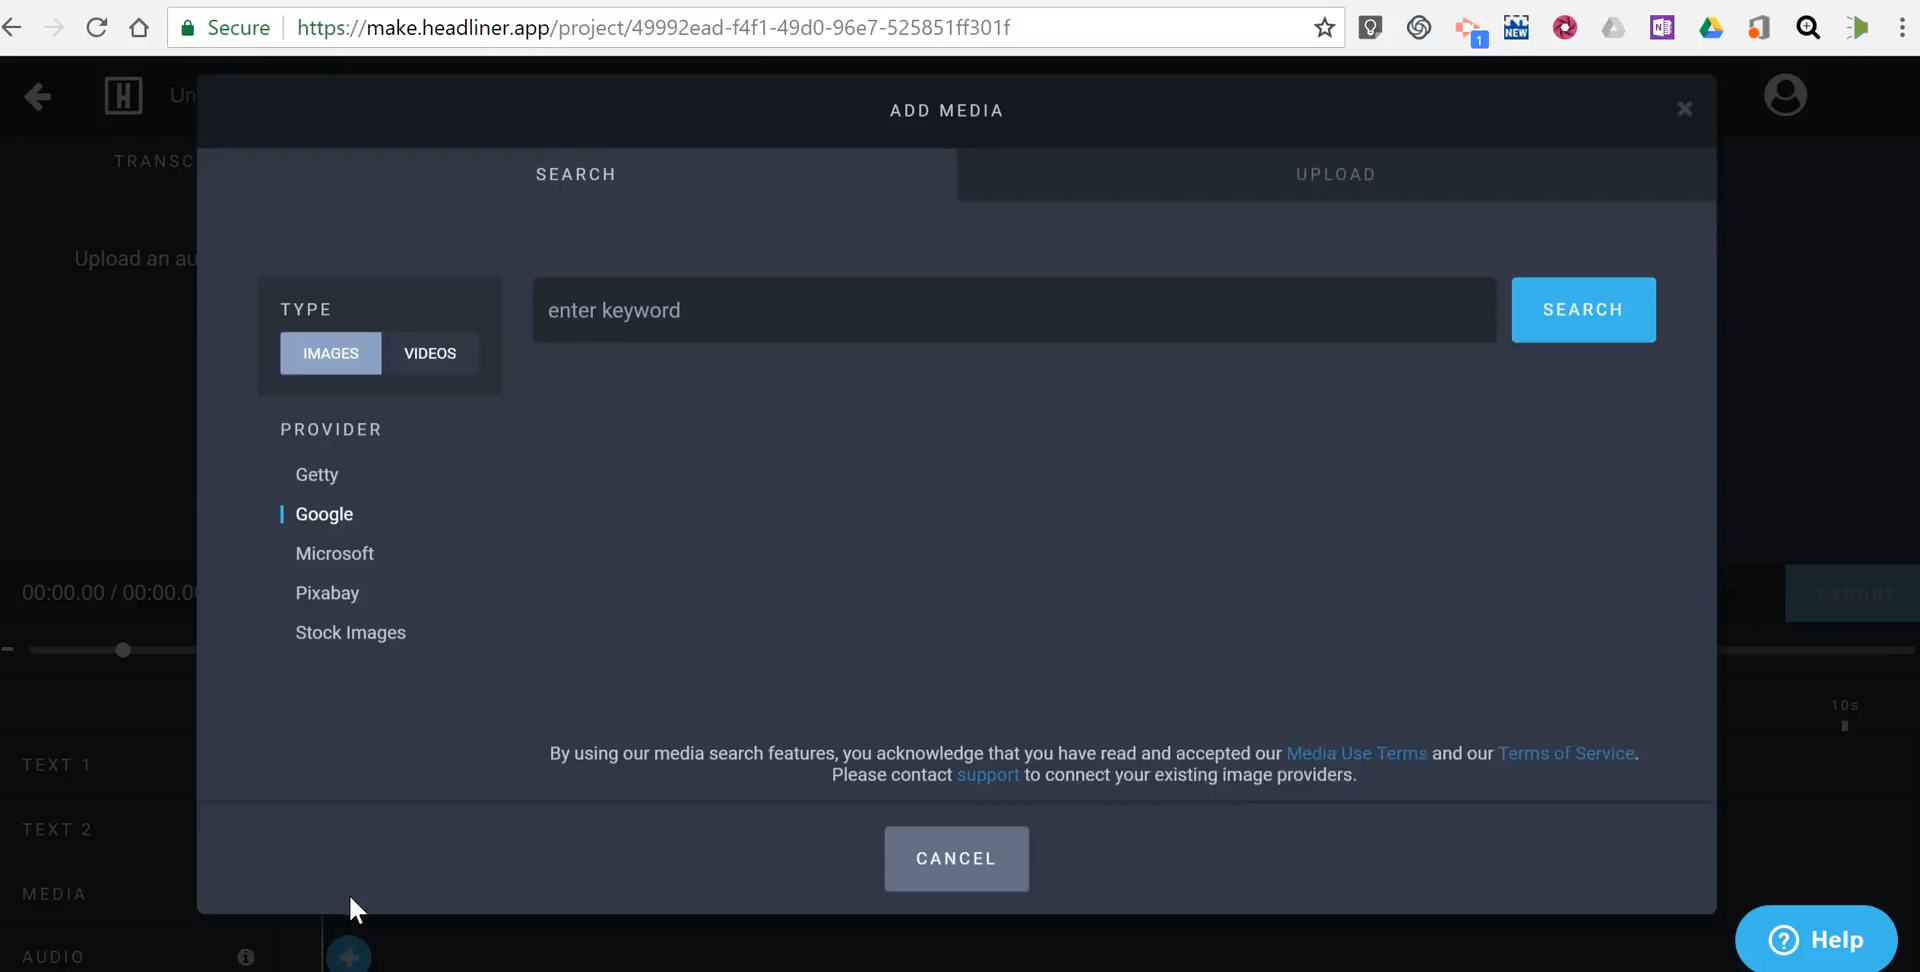 Secure https://make.headliner.app/project/49992ead-f4f1-49d0-96e7-525851ff301f
1
NEW
N
H Un
ADD MEDIA
TRANSC
SEARCH
UPLOAD
Upload an au
TYPE
enter keyword
SEARCH
IMAGES VIDEOS
PROVIDER
Getty
Google
Microsoft
Pixabay
00:00.00 / 00:00.0
EXPORT
Stock Images
10s
TEXT 1
By using our media search features, you acknowledge that you have read and accepted our Media Use Terms and our Terms of Service.
Please contact support to connect your existing image providers.
TEXT 2
CANCEL
MEDIA
AUDIO
Help